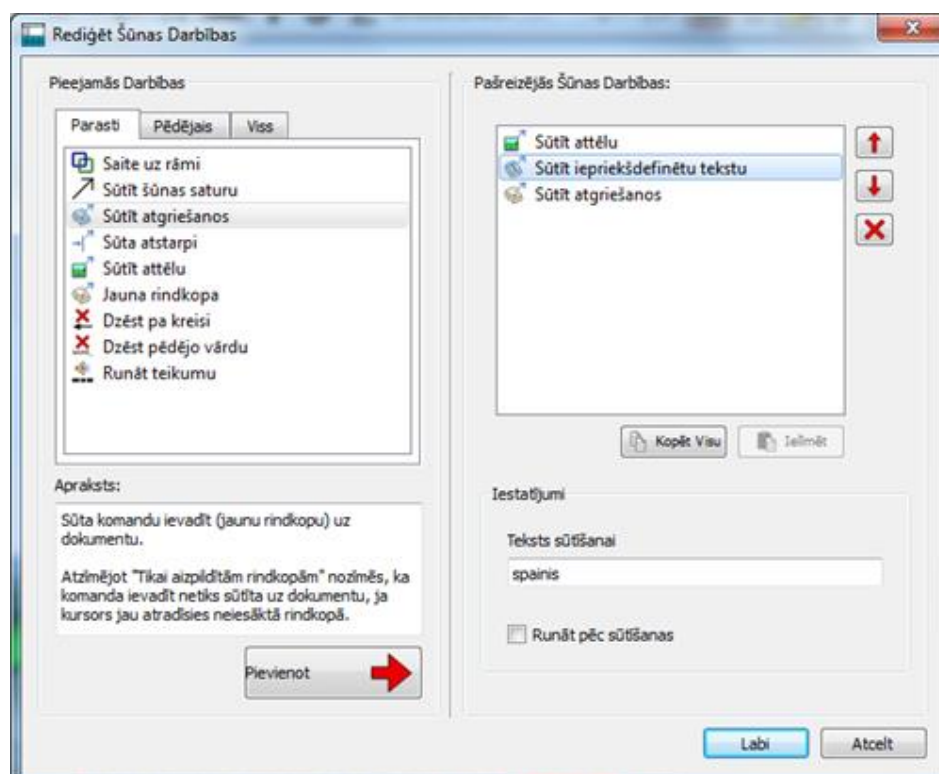 Rediģēt Šūnas Darbības
Pieejamās Darbības
Parasti
Pēdējais
Viss
Saite uz rāmi
Sūtīt šūnas saturu
Sūtīt atgriešanos
Sūta atstarpi
Sūtīt attēlu
Jauna rindkopa
Dzēst pa kreisi
Dzēst pēdējo vārdu
Runāt teikumu
Apraksts:
Sūta komandu ievadīt (jaunu rindkopu) uz
dokumentu.
Atzīmējot "Tikai aizpildītām rindkopām" nozīmēs, ka
komanda ievadīt netiks sūtīta uz dokumentu, ja
kursors jau atradīsies neiesāktā rindkopā.
Pievienot
Pašreizējās Šūnas Darbības:
Sūtīt attēlu
Sūtīt iepriekšdefinētu tekstu
Sūtīt atgriešanos
Kopēt Visu
Ielīmēt
Iestatījumi
Teksts sūtīšanai
spainis
Runāt pēc sūtīšanas
Labi
Atcelt